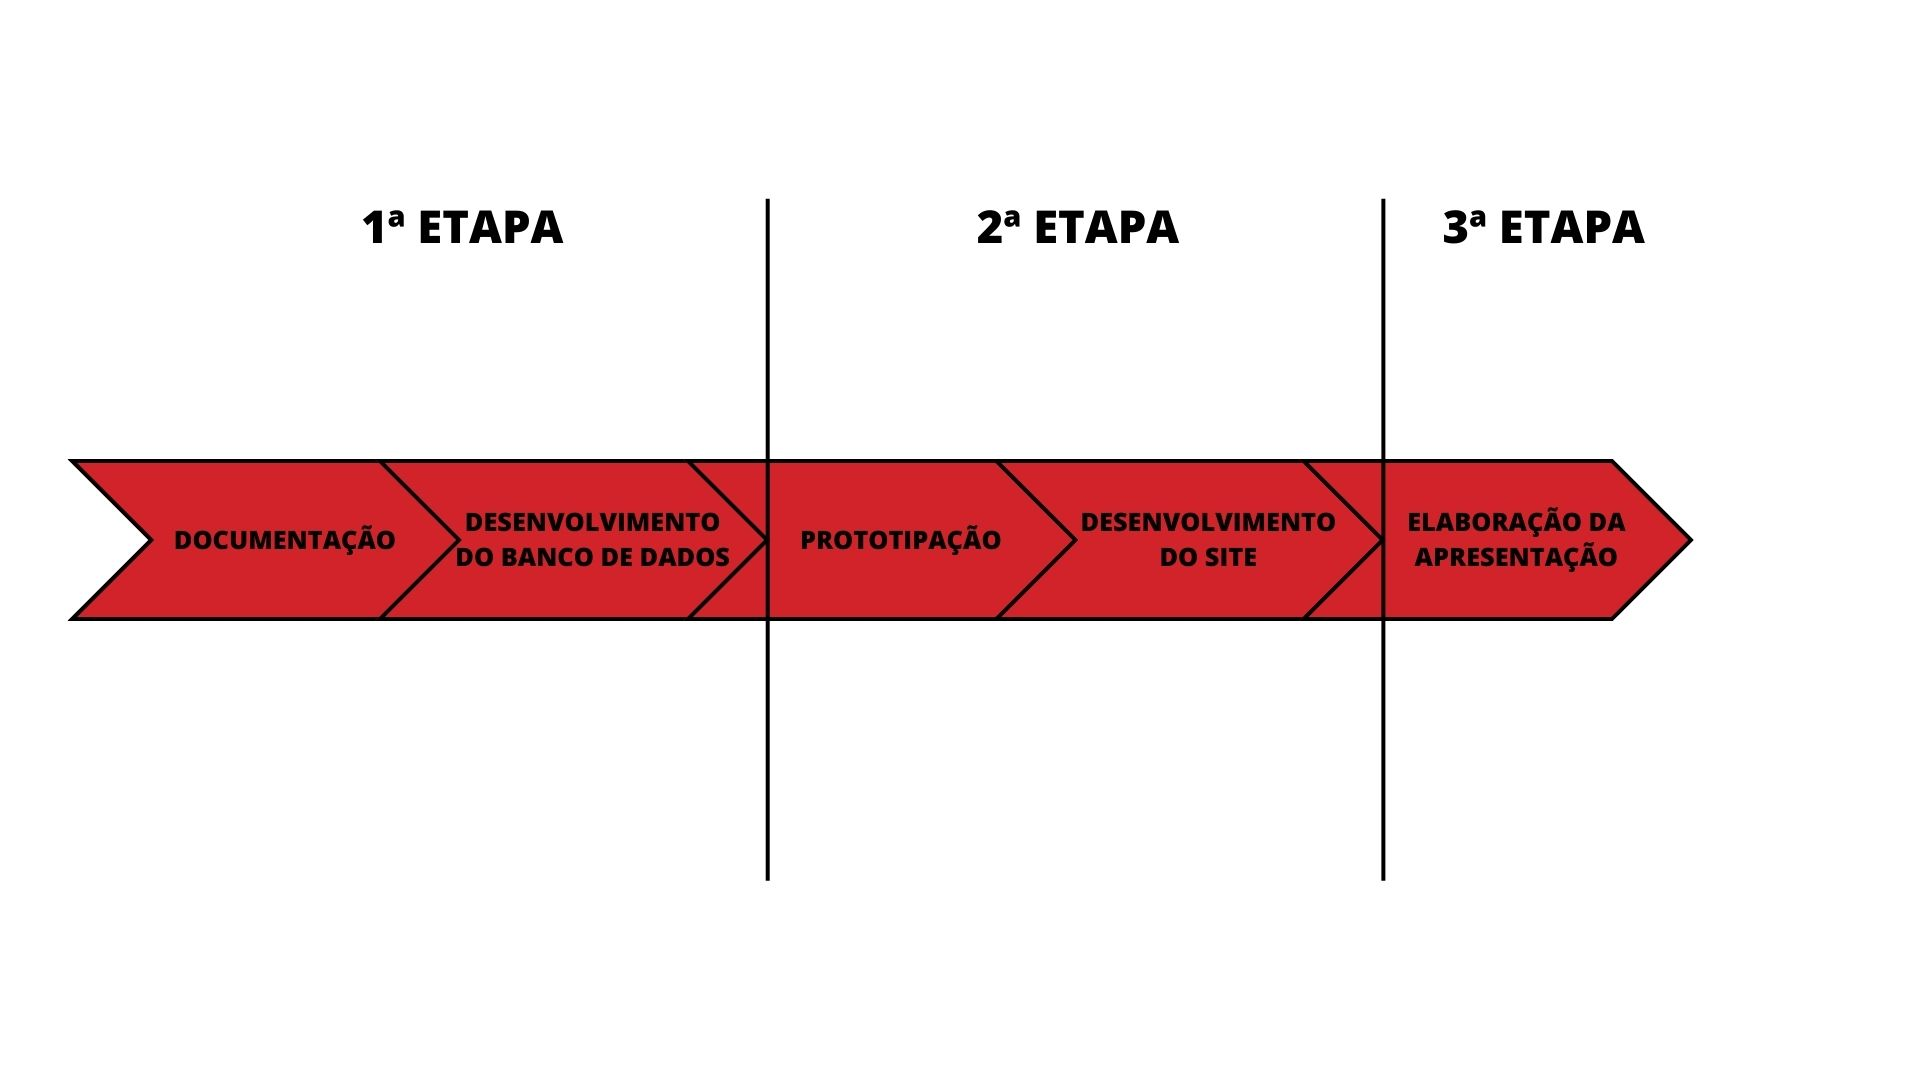 1ª ETAPA
2ª ETAPA
3ª ETAPA
DOCUMENTAÇÃO
DESENVOLVIMENTO
DO BANCO DE DADOS
PROTOTIPAÇÃO
DESENVOLVIMENTO
DO SITE
ELABORAÇÃO DA
APRESENTAÇÃO